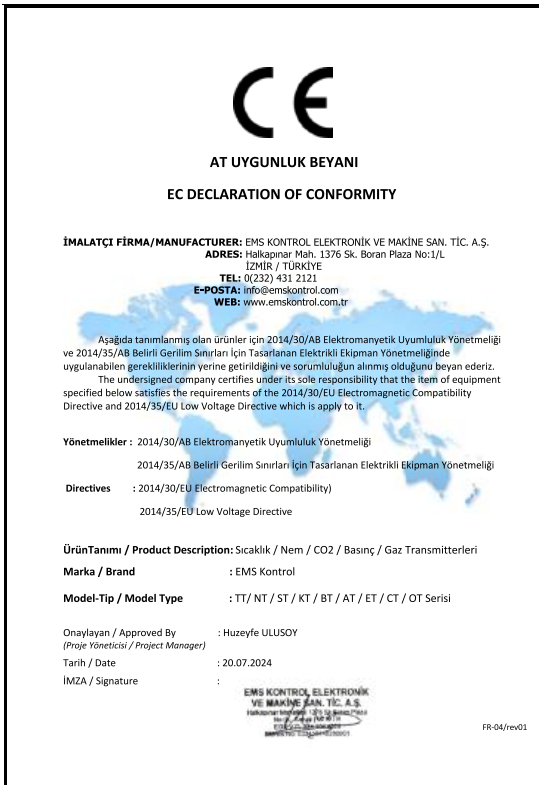 CE
AT UYGUNLUK BEYANI
EC DECLARATION OF CONFORMITY
İMALATÇI FİRMA/MANUFACTURER: EMS KONTROL ELEKTRONİK VE MAKİNE SAN. TİC. A.Ş.
ADRES: Halkapınar Mah. 1376 Sk. Boran Plaza No:1/L
İZMİR / TÜRKİYE
TEL: 0(232) 431 2121
E-POSTA: info@emskontrol.com
WEB: www.emskontrol.com.tr
Aşağıda tanımlanmış olan ürünler için 2014/30/AB Elektromanyetik Uyumluluk Yönetmeliği
ve 2014/35/AB Belirli Gerilim Sınırları İçin Tasarlanan Elektrikli Ekipman Yönetmeliğinde
uygulanabilen gerekliliklerinin yerine getirildiğini ve sorumluluğun alınmış olduğunu beyan ederiz.
The undersigned company certifies under its sole responsibility that the item of equipment
specified below satisfies the requirements of the 2014/30/EU Electromagnetic Compatibility
Directive and 2014/35/EU Low Voltage Directive which is apply to it.
Yönetmelikler : 2014/30/AB Elektromanyetik Uyumluluk Yönetmeliği
2014/35/AB Belirli Gerilim Sınırları İçin Tasarlanan Elektrikli Ekipman Yönetmeliği
Directives : 2014/30/EU Electromagnetic Compatibility)
2014/35/EU Low Voltage Directive
ÜrünTanımı / Product Description: Sıcaklık / Nem / CO2 / Basınç / Gaz Transmitterleri
Marka / Brand : EMS Kontrol
Model-Tip / Model Type : TT/ NT / ST / KT / BT / AT / ET / CT / OT Serisi
Onaylayan / Approved By : Huzeyfe ULUSOY
(Proje Yöneticisi / Project Manager)
Tarih / Date : 20.07.2024
İMZA / Signature :
EMS KONTROL ELEKTRONİK
VE MAKİNE SAN. TİC. A.Ş.
FR-04/rev01